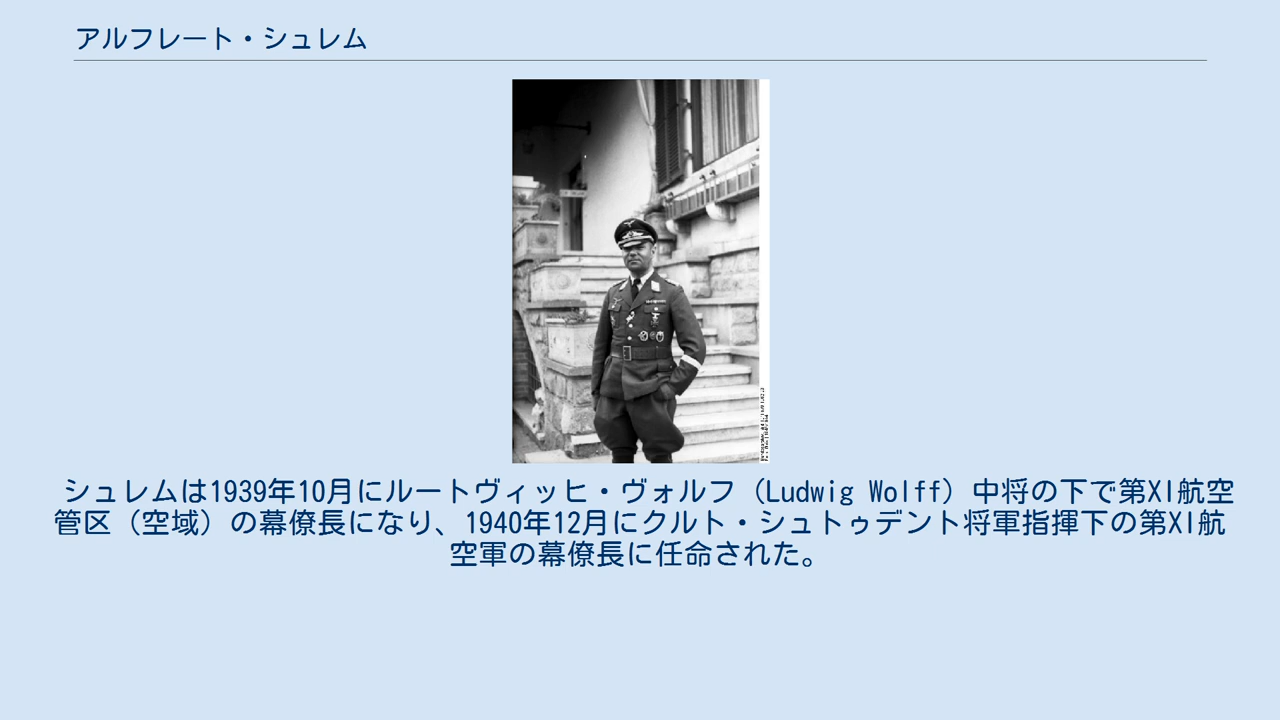 アルフレート・シュレム
シュレムは1939年10月にルートヴィッヒ・ヴォルフ（Ludwig Wolff）中将の下で第XI航空
管区（空域）の幕僚長になり、1940年12月にクルト・シュトゥデント将軍指揮下の第XI航
空軍の幕僚長に任命された。